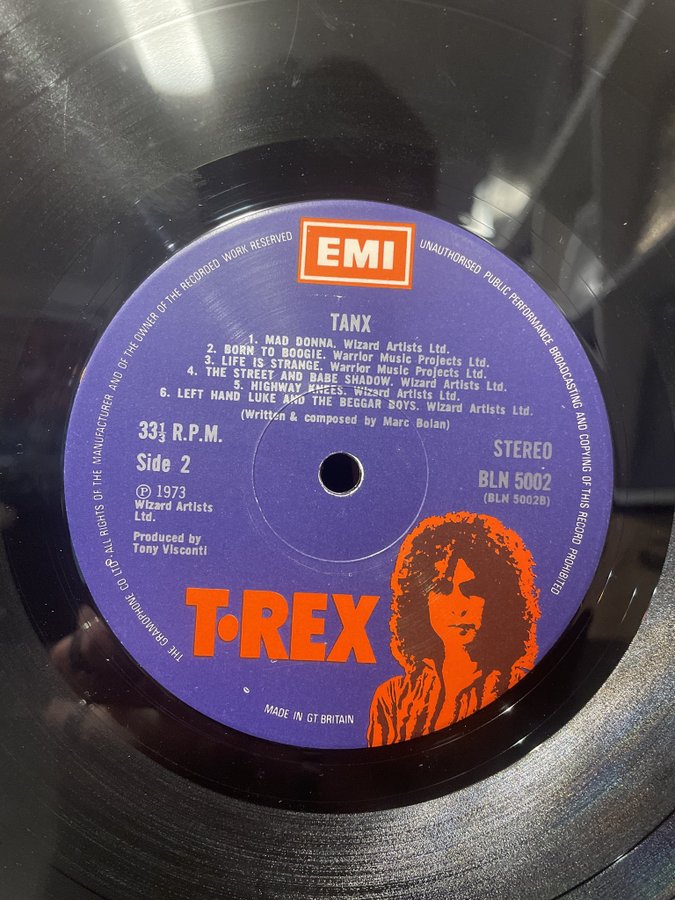 EMI
THE GRAMOPHONE CO LTD. ALL RIGHTS OF THE MANUFACTURER AND OF THE OWNER OF THE RECORDED WORK RESERVED
UNAUTHORISED PUBLIC PERFORMANCE BROADCASTING AND COPYING OF THIS RECORD PROHIBITED
TANX
1. MAD DONNA. Wizard Artists Ltd.
2. BORN TO BOOGIE. Warrior Music Projects Ltd.
3. LIFE IS STRANGE. Warrior Music Projects Ltd.
4. THE STREET AND BABE SHADOW. Wizard Artists Ltd.
5. HIGHWAY KNEES. Wizard Artists Ltd.
6. LEFT HAND LUKE AND THE BEGGAR BOYS. Wizard Artists Ltd.
(Written & composed by Marc Bolan)
33⅓ R.P.M.
Side 2
Ⓟ 1973
Wizard Artists
Ltd.
Produced by
Tony Visconti
STEREO
BLN 5002
(BLN 5002B)
T•REX
MADE IN GT BRITAIN